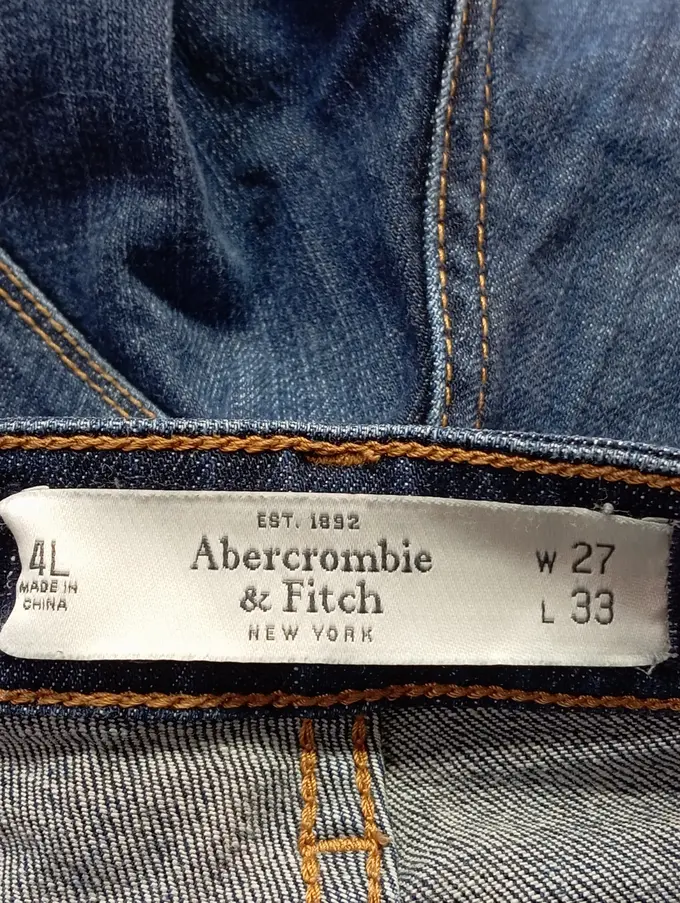 4L
MADE IN
CHINA
EST. 1892
Abercrombie
& Fitch
NEW YORK
W 27
L 33